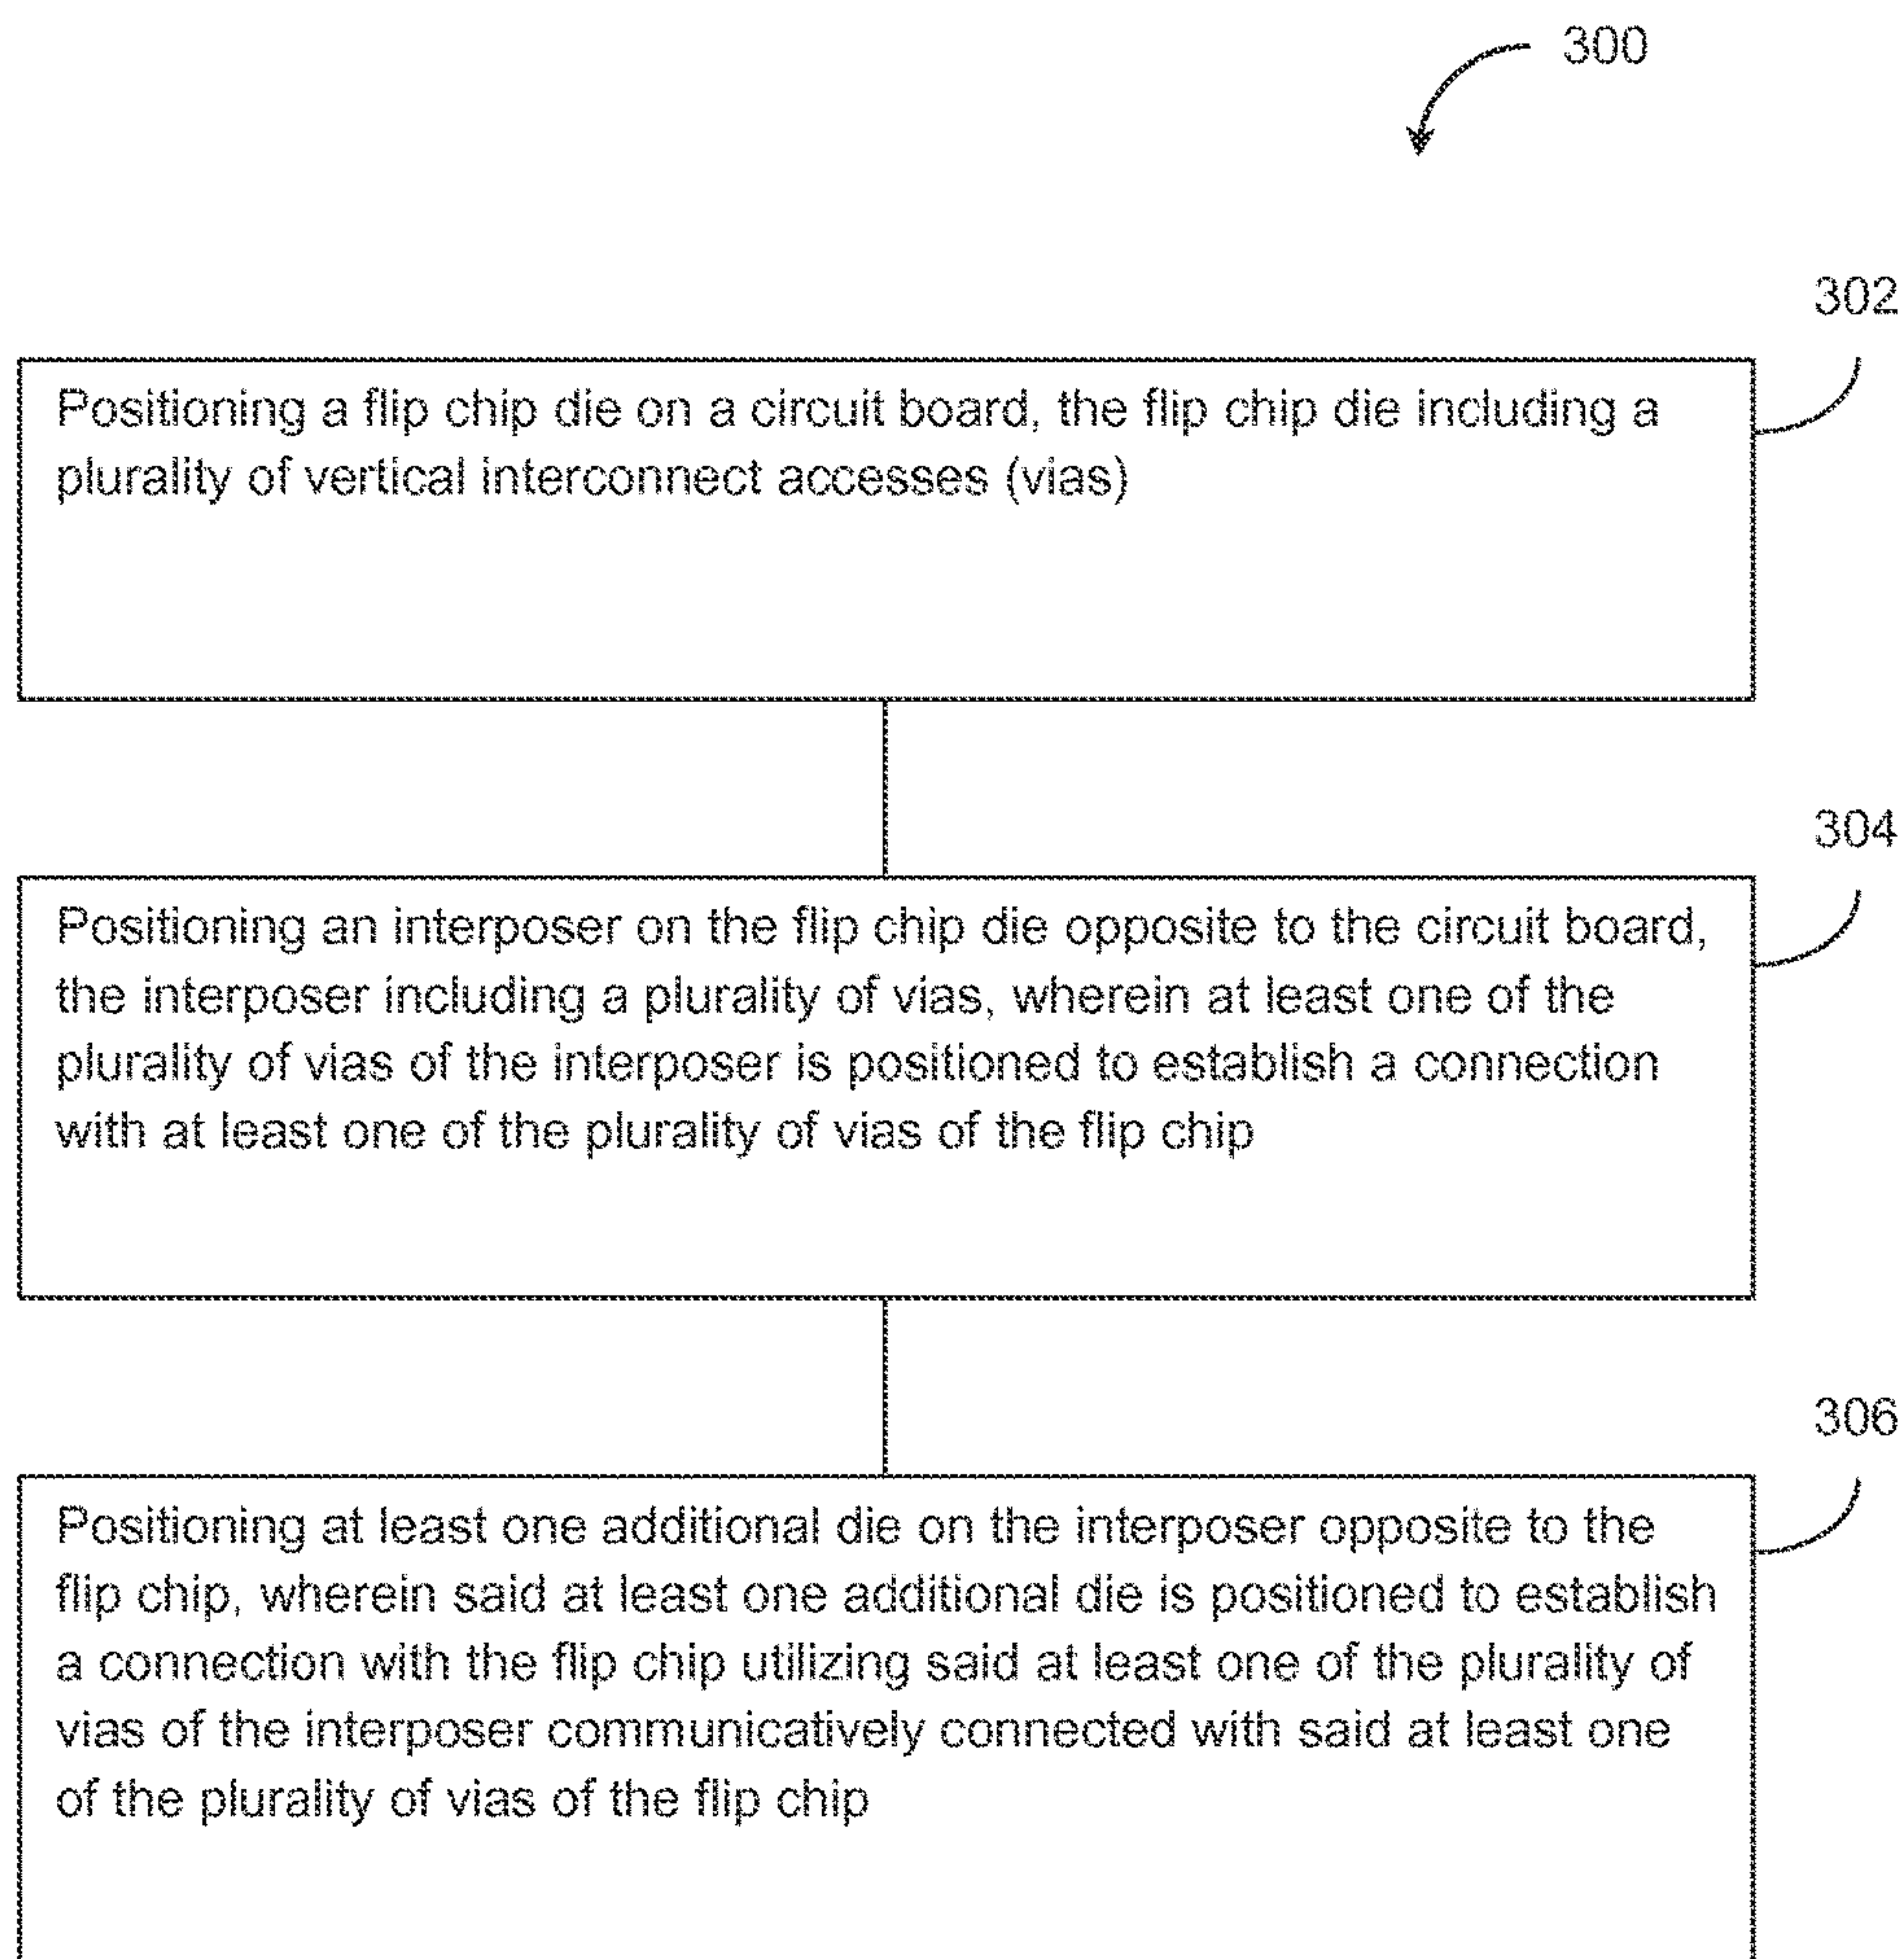 300
302
Positioning a flip chip die on a circuit board, the flip chip die including a
plurality of vertical interconnect accesses (vias)
304
Positioning an interposer on the flip chip die opposite to the circuit board,
the interposer including a plurality of vias, wherein at least one of the
plurality of vias of the interposer is positioned to establish a connection
with at least one of the plurality of vias of the flip chip
306
Positioning at least one additional die on the interposer opposite to the
flip chip, wherein said at least one additional die is positioned to establish
a connection with the flip chip utilizing said at least one of the plurality of
vias of the interposer communicatively connected with said at least one
of the plurality of vias of the flip chip